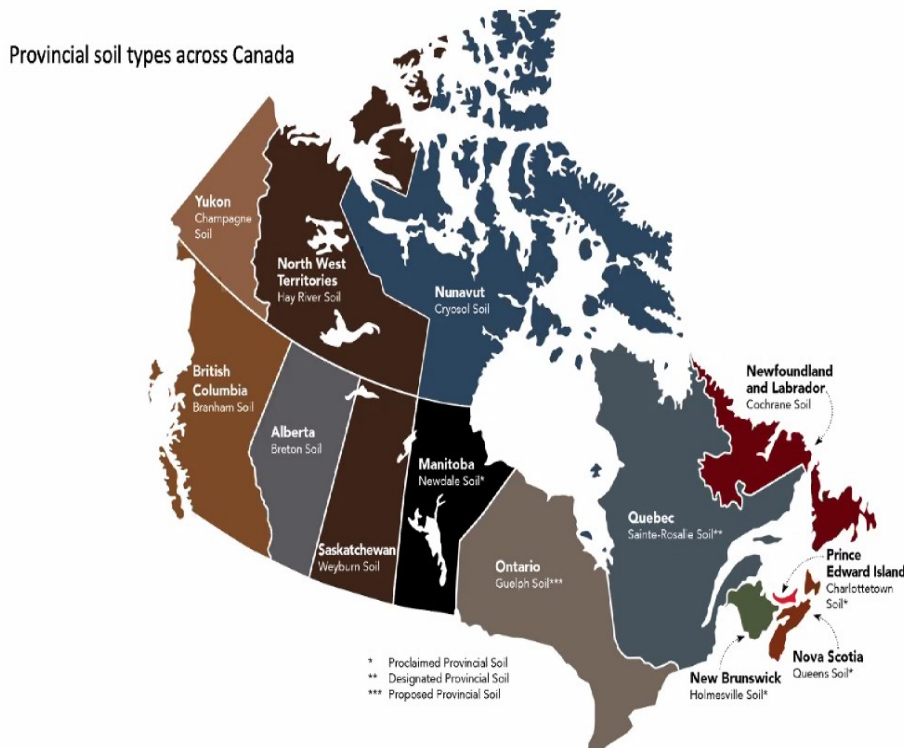 Provincial soil types across Canada
Yukon
Champagne
Soil
North West
Territories
Hay River Soil
Nunavut
Cryosol Soil
British
Columbia
Branham Soil
Alberta
Breton Soil
Saskatchewan
Weyburn Soil
Manitoba
Newdale Soil*
Ontario
Guelph Soil***
Quebec
Sainte-Rosalie Soil**
Newfoundland
and Labrador
Cochrane Soil
Prince
Edward Island
Charlottetown
Soil*
Nova Scotia
Queens Soil*
New Brunswick
Holmesville Soil*
* Proclaimed Provincial Soil
** Designated Provincial Soil
*** Proposed Provincial Soil